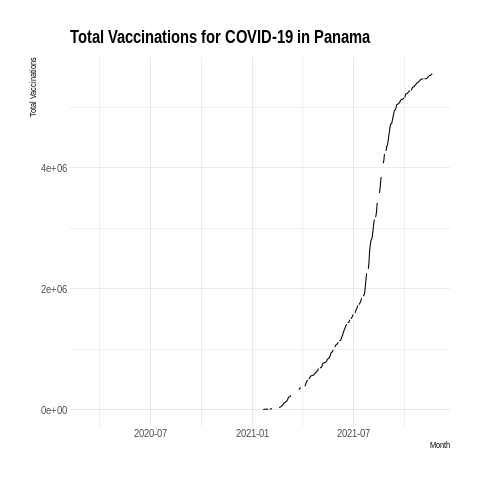 Total Vaccinations for COVID-19 in Panama
Total Vaccinations
4e+06
2e+06
0e+00
2020-07 2021-01 2021-07
Month